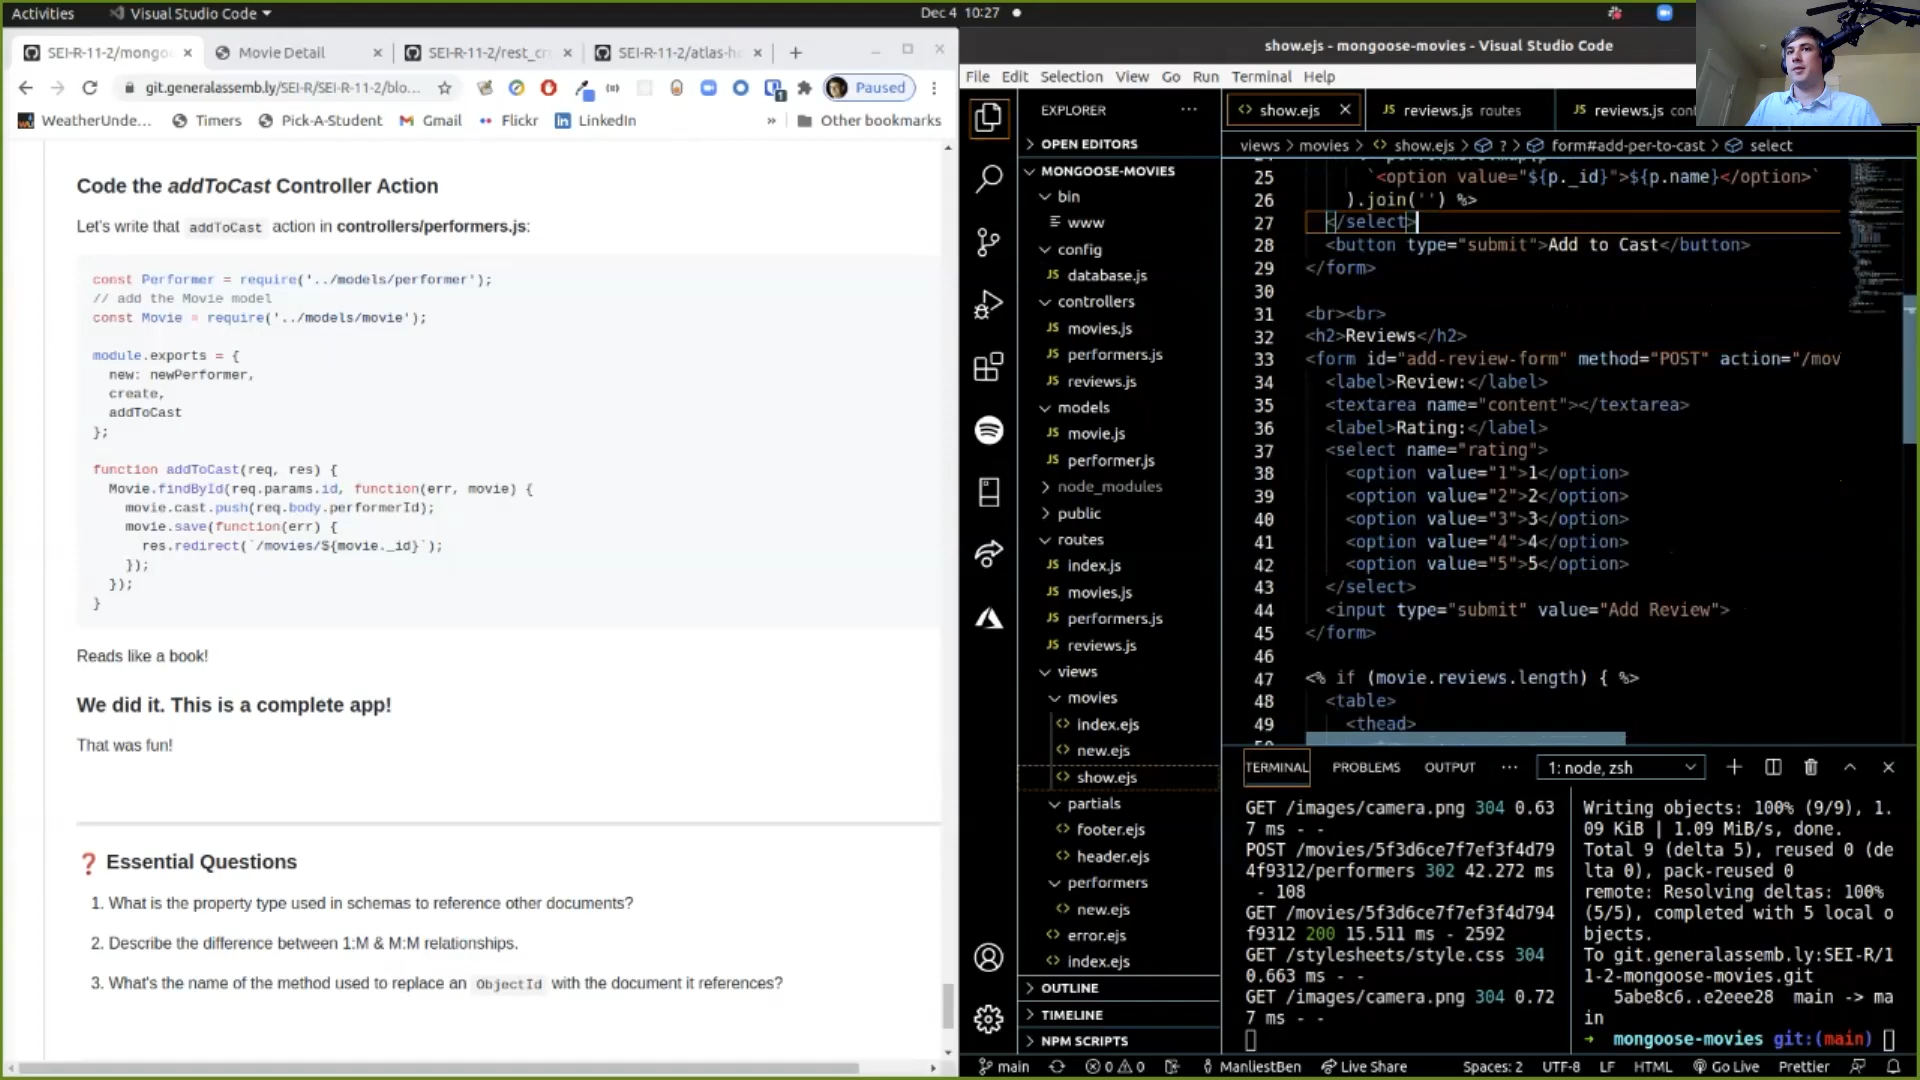 Activities
Visual Studio Code
Dec 4 10:27
SEI-R-11-2/mongo
Movie Detail
SEI-R-11-2/rest_cr
SEI-R-11-2/atlas-ho
git.generalassemb.ly/SEI-R/SEI-R-11-2/blo...
Paused
WeatherUnde...
Timers
Pick-A-Student
Gmail
Flickr
LinkedIn
»
Other bookmarks
Code the addToCast Controller Action
Let's write that addToCast action in controllers/performers.js:
const Performer = require('../models/performer');
// add the Movie model
const Movie = require('../models/movie');
module.exports = {
new: newPerformer,
create,
addToCast
};
function addToCast(req, res) {
Movie.findById(req.params.id, function(err, movie) {
movie.cast.push(req.body.performerId);
movie.save(function(err) {
res.redirect(`/movies/${movie._id}`);
});
});
}
Reads like a book!
We did it. This is a complete app!
That was fun!
❓ Essential Questions
1. What is the property type used in schemas to reference other documents?
2. Describe the difference between 1:M & M:M relationships.
3. What's the name of the method used to replace an ObjectId with the document it references?
show.ejs - mongoose-movies - Visual Studio Code
File Edit Selection View Go Run Terminal Help
EXPLORER
OPEN EDITORS
MONGOOSE-MOVIES
bin
www
config
JS database.js
controllers
JS movies.js
JS performers.js
JS reviews.js
models
JS movie.js
JS performer.js
node_modules
public
routes
JS index.js
JS movies.js
JS performers.js
JS reviews.js
views
movies
<> index.ejs
<> new.ejs
<> show.ejs
partials
<> footer.ejs
<> header.ejs
performers
<> new.ejs
<> error.ejs
<> index.ejs
OUTLINE
TIMELINE
NPM SCRIPTS
<> show.ejs
JS reviews.js routes
JS reviews.js cont
views > movies > <> show.ejs > ? > form#add-per-to-cast > select
25 `<option value="${p._id}">${p.name}</option>`
26 ).join('') %>
27 </select>
28 <button type="submit">Add to Cast</button>
29 </form>
30
31 <br><br>
32 <h2>Reviews</h2>
33 <form id="add-review-form" method="POST" action="/mov
34 <label>Review:</label>
35 <textarea name="content"></textarea>
36 <label>Rating:</label>
37 <select name="rating">
38 <option value="1">1</option>
39 <option value="2">2</option>
40 <option value="3">3</option>
41 <option value="4">4</option>
42 <option value="5">5</option>
43 </select>
44 <input type="submit" value="Add Review">
45 </form>
46
47 <% if (movie.reviews.length) { %>
48 <table>
49 <thead>
TERMINAL PROBLEMS OUTPUT ··· 1: node, zsh
GET /images/camera.png 304 0.63
7 ms - -
POST /movies/5f3d6ce7f7ef3f4d79
4f9312/performers 302 42.272 ms
- 108
GET /movies/5f3d6ce7f7ef3f4d794
f9312 200 15.511 ms - 2592
GET /stylesheets/style.css 304
0.663 ms - -
GET /images/camera.png 304 0.72
7 ms - -
Writing objects: 100% (9/9), 1.
09 KiB | 1.09 MiB/s, done.
Total 9 (delta 5), reused 0 (de
lta 0), pack-reused 0
remote: Resolving deltas: 100%
(5/5), completed with 5 local o
bjects.
To git.generalassemb.ly:SEI-R/1
1-2-mongoose-movies.git
5abe8c6..e2eee28 main -> ma
in
→ mongoose-movies git:(main)
main
0 0
ManliestBen
Live Share
Spaces: 2 UTF-8 LF HTML Go Live Prettier